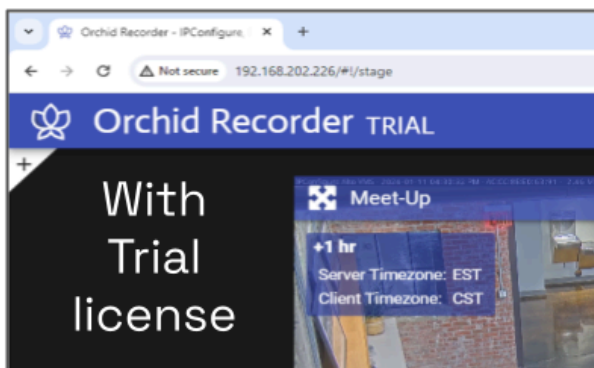 Orchid Recorder - IPConfigure,
Not secure 192.168.202.226/#!/stage
Orchid Recorder TRIAL
With
Trial
license
Meet-Up
+1 hr
Server Timezone: EST
Client Timezone: CST